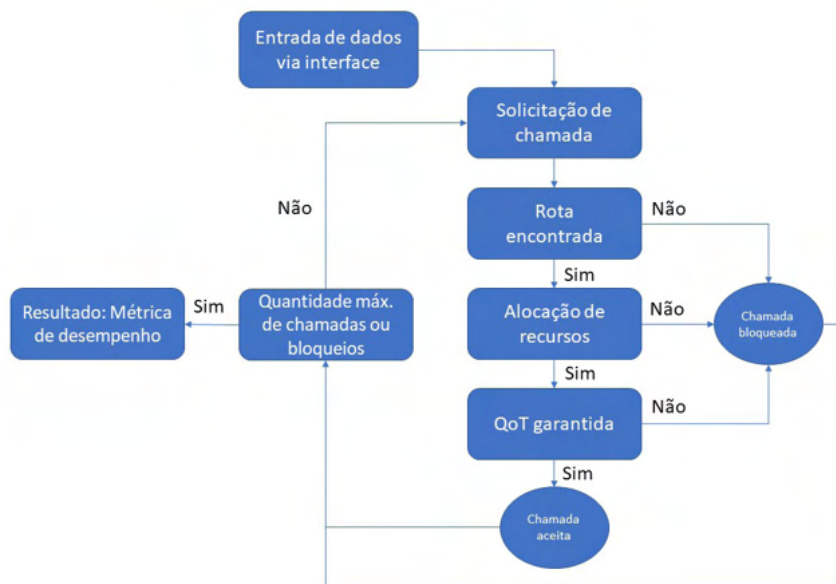 Entrada de dados
via interface
Solicitação de
chamada
Não
Rota
encontrada
Não
Sim
Resultado: Métrica
de desempenho
Sim
Quantidade máx.
de chamadas ou
bloqueios
Alocação de
recursos
Não
Chamada
bloqueada
Sim
QoT garantida
Não
Sim
Chamada
aceita